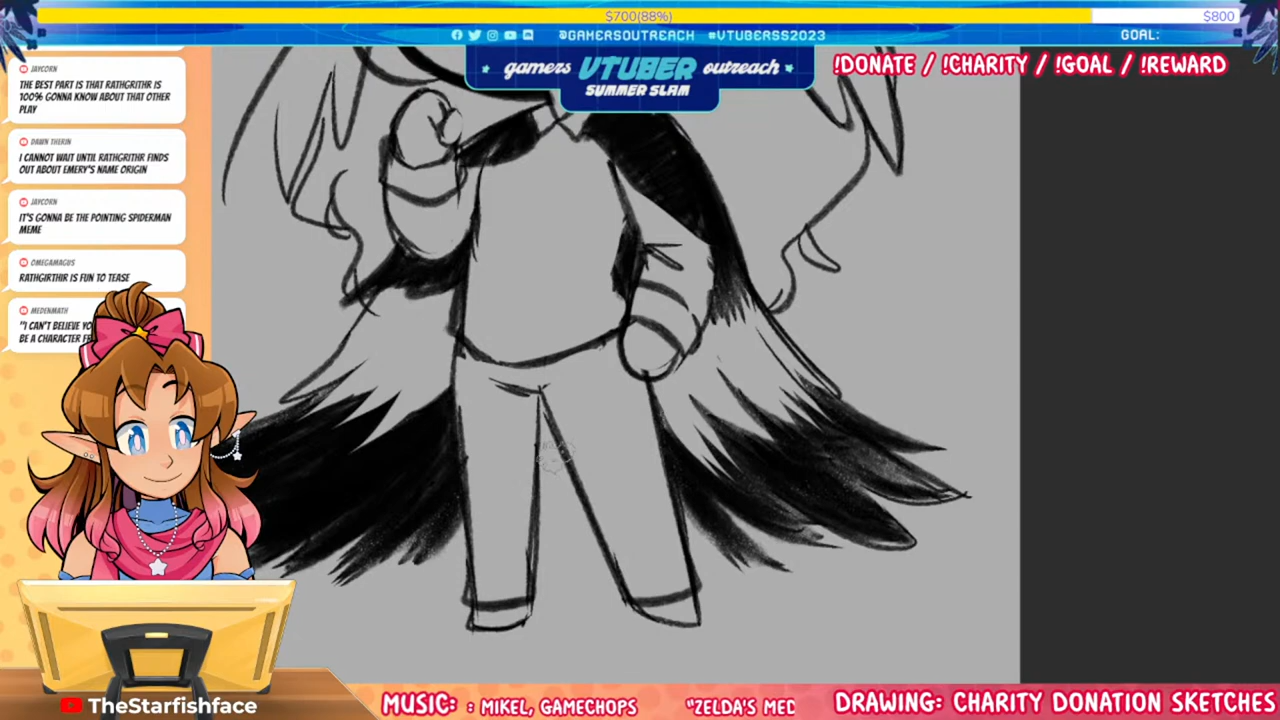 $700(88%)
$800
@GAMERSOUTREACH #VTUBERSS2023
GOAL:
gamers VTUBER outreach
SUMMER SLAM
!DONATE / !CHARITY / !GOAL / !REWARD
JAYCORN
THE BEST PART IS THAT RATHGRITHR IS
100% GONNA KNOW ABOUT THAT OTHER
PLAY
DAWN THERIN
I CANNOT WAIT UNTIL RATHGRITHR FINDS
OUT ABOUT EMERY'S NAME ORIGIN
JAYCORN
IT'S GONNA BE THE POINTING SPIDERMAN
MEME
OMEGAMAGUS
RATHGIRTHIR IS FUN TO TEASE
MEDENMATH
"I CAN'T BELIEVE
BE A CHARACTER
TheStarfishface
MUSIC: : MIKEL, GAMECHOPS "ZELDA'S MED
DRAWING: CHARITY DONATION SKETCHES